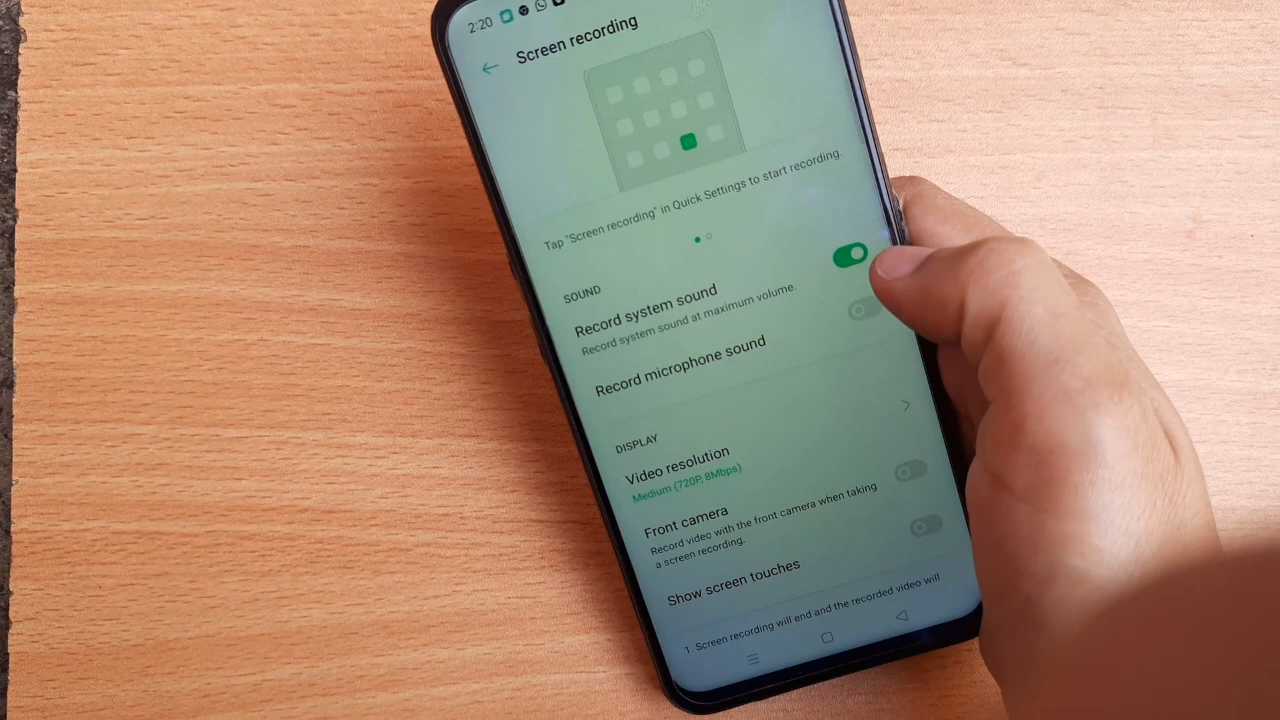 2:20
Screen recording
Tap "Screen recording" in Quick Settings to start recording.
SOUND
Record system sound
Record system sound at maximum volume.
Record microphone sound
DISPLAY
Video resolution
Medium (720P, 8Mbps)
Front camera
Record video with the front camera when taking
a screen recording.
Show screen touches
1. Screen recording will end and the recorded video will